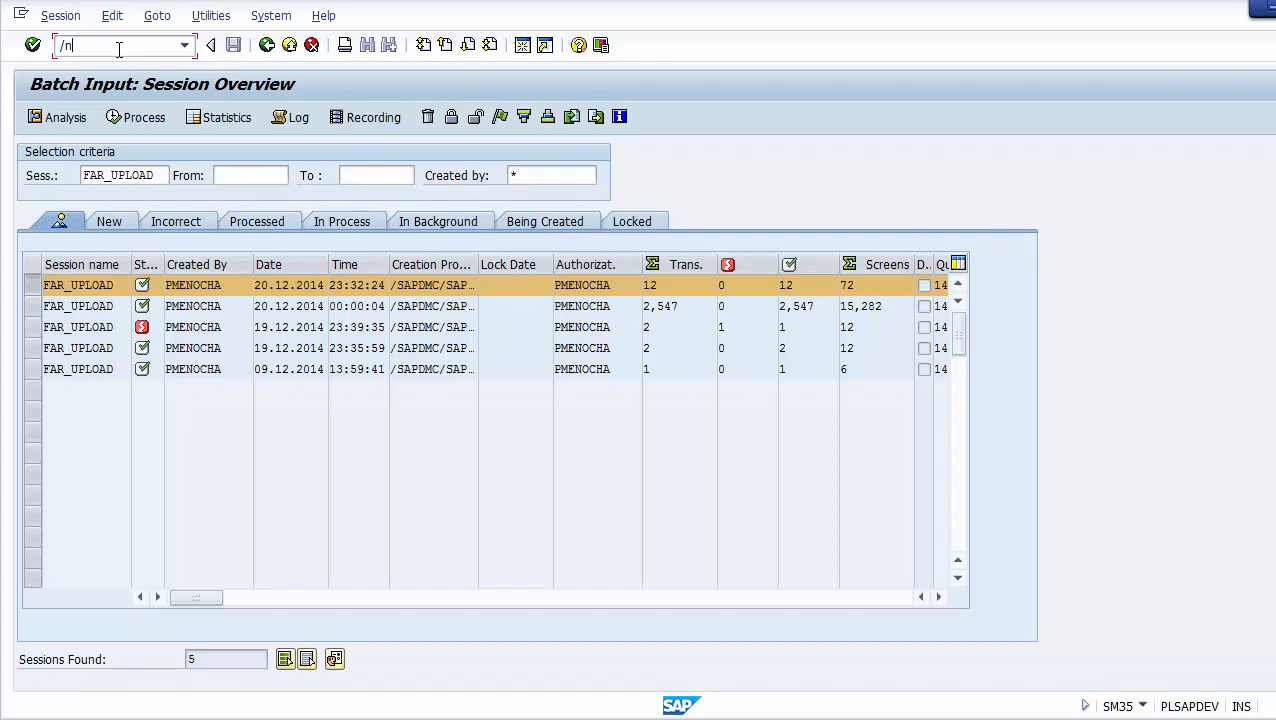 Session Edit Goto Utilities System Help
/n
Batch Input: Session Overview
Analysis Process Statistics Log Recording
Selection criteria
Sess.: FAR_UPLOAD From: To : Created by: *
New Incorrect Processed In Process In Background Being Created Locked
Session name St... Created By Date Time Creation Pro... Lock Date Authorizat. Trans. Screens D.. Qu
FAR_UPLOAD PMENOCHA 20.12.2014 23:32:24 /SAPDMC/SAP... PMENOCHA 12 0 12 72 14
FAR_UPLOAD PMENOCHA 20.12.2014 00:00:04 /SAPDMC/SAP... PMENOCHA 2,547 0 2,547 15,282 14
FAR_UPLOAD PMENOCHA 19.12.2014 23:39:35 /SAPDMC/SAP... PMENOCHA 2 1 1 12 14
FAR_UPLOAD PMENOCHA 19.12.2014 23:35:59 /SAPDMC/SAP... PMENOCHA 2 0 2 12 14
FAR_UPLOAD PMENOCHA 09.12.2014 13:59:41 /SAPDMC/SAP... PMENOCHA 1 0 1 6 14
Sessions Found: 5
SAP SM35 PLSAPDEV INS